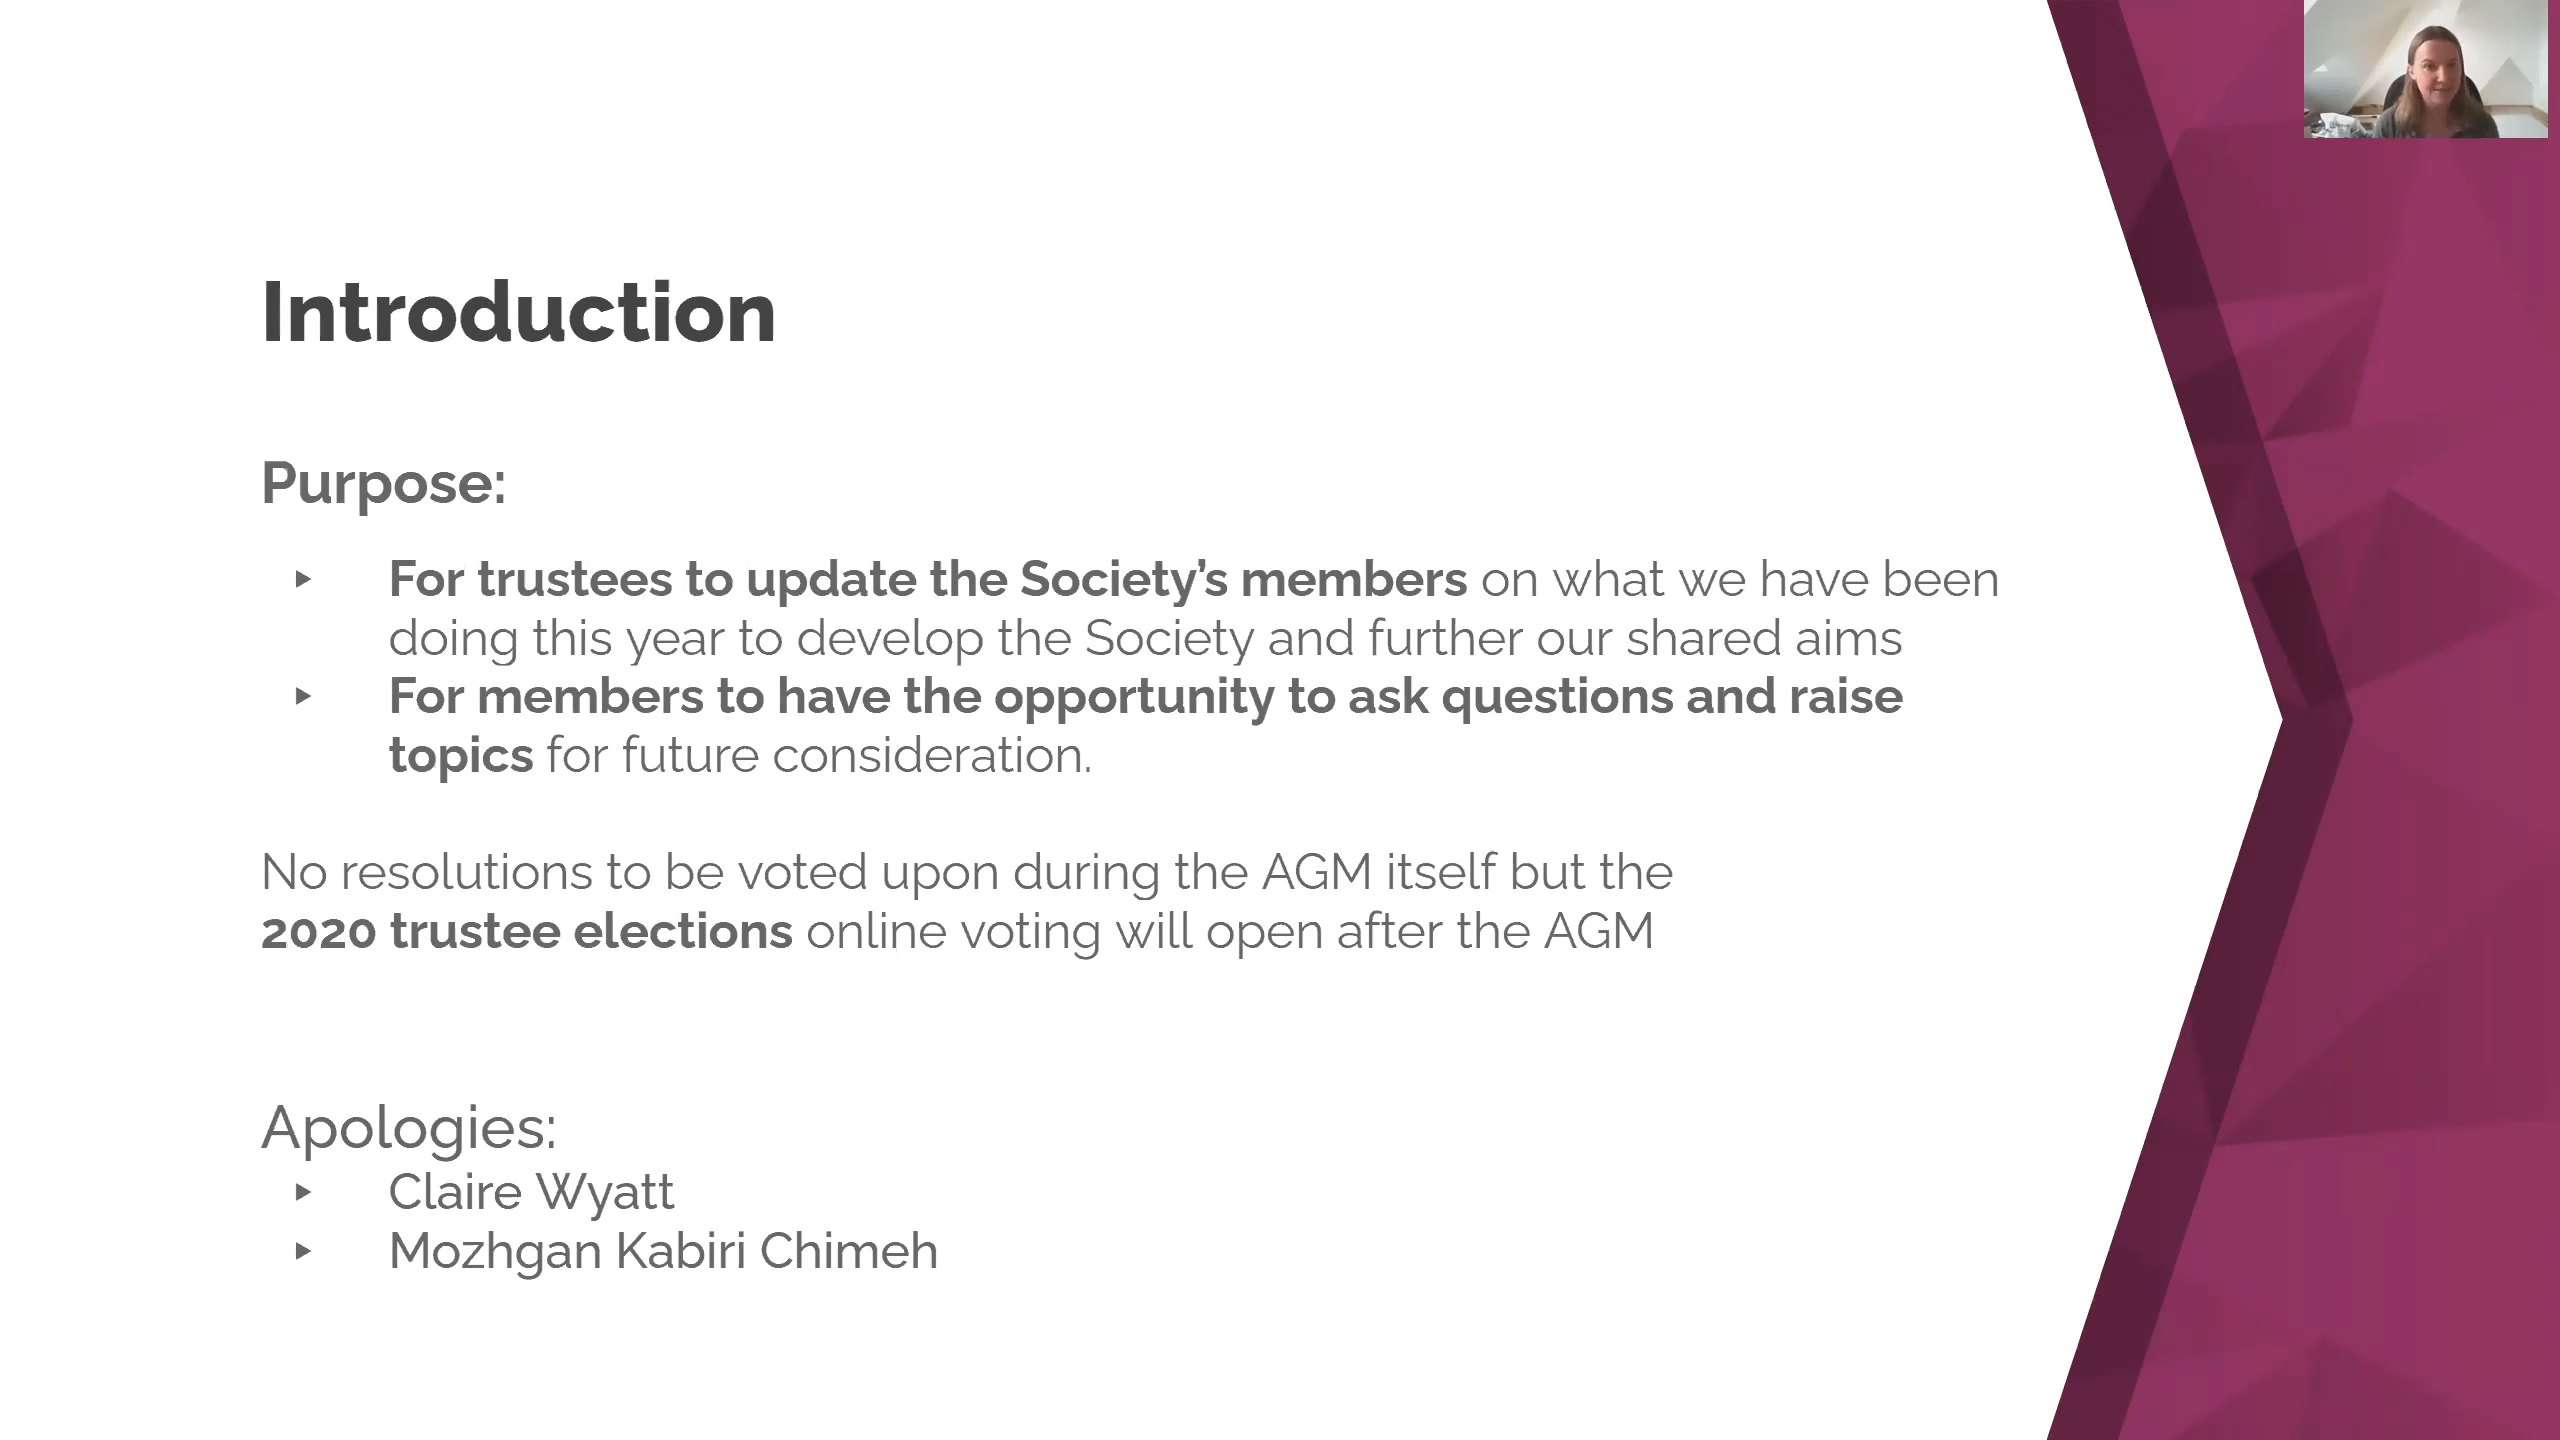 Introduction
Purpose:
‣ For trustees to update the Society’s members on what we have been
doing this year to develop the Society and further our shared aims
‣ For members to have the opportunity to ask questions and raise
topics for future consideration.
No resolutions to be voted upon during the AGM itself but the
2020 trustee elections online voting will open after the AGM
Apologies:
‣ Claire Wyatt
‣ Mozhgan Kabiri Chimeh